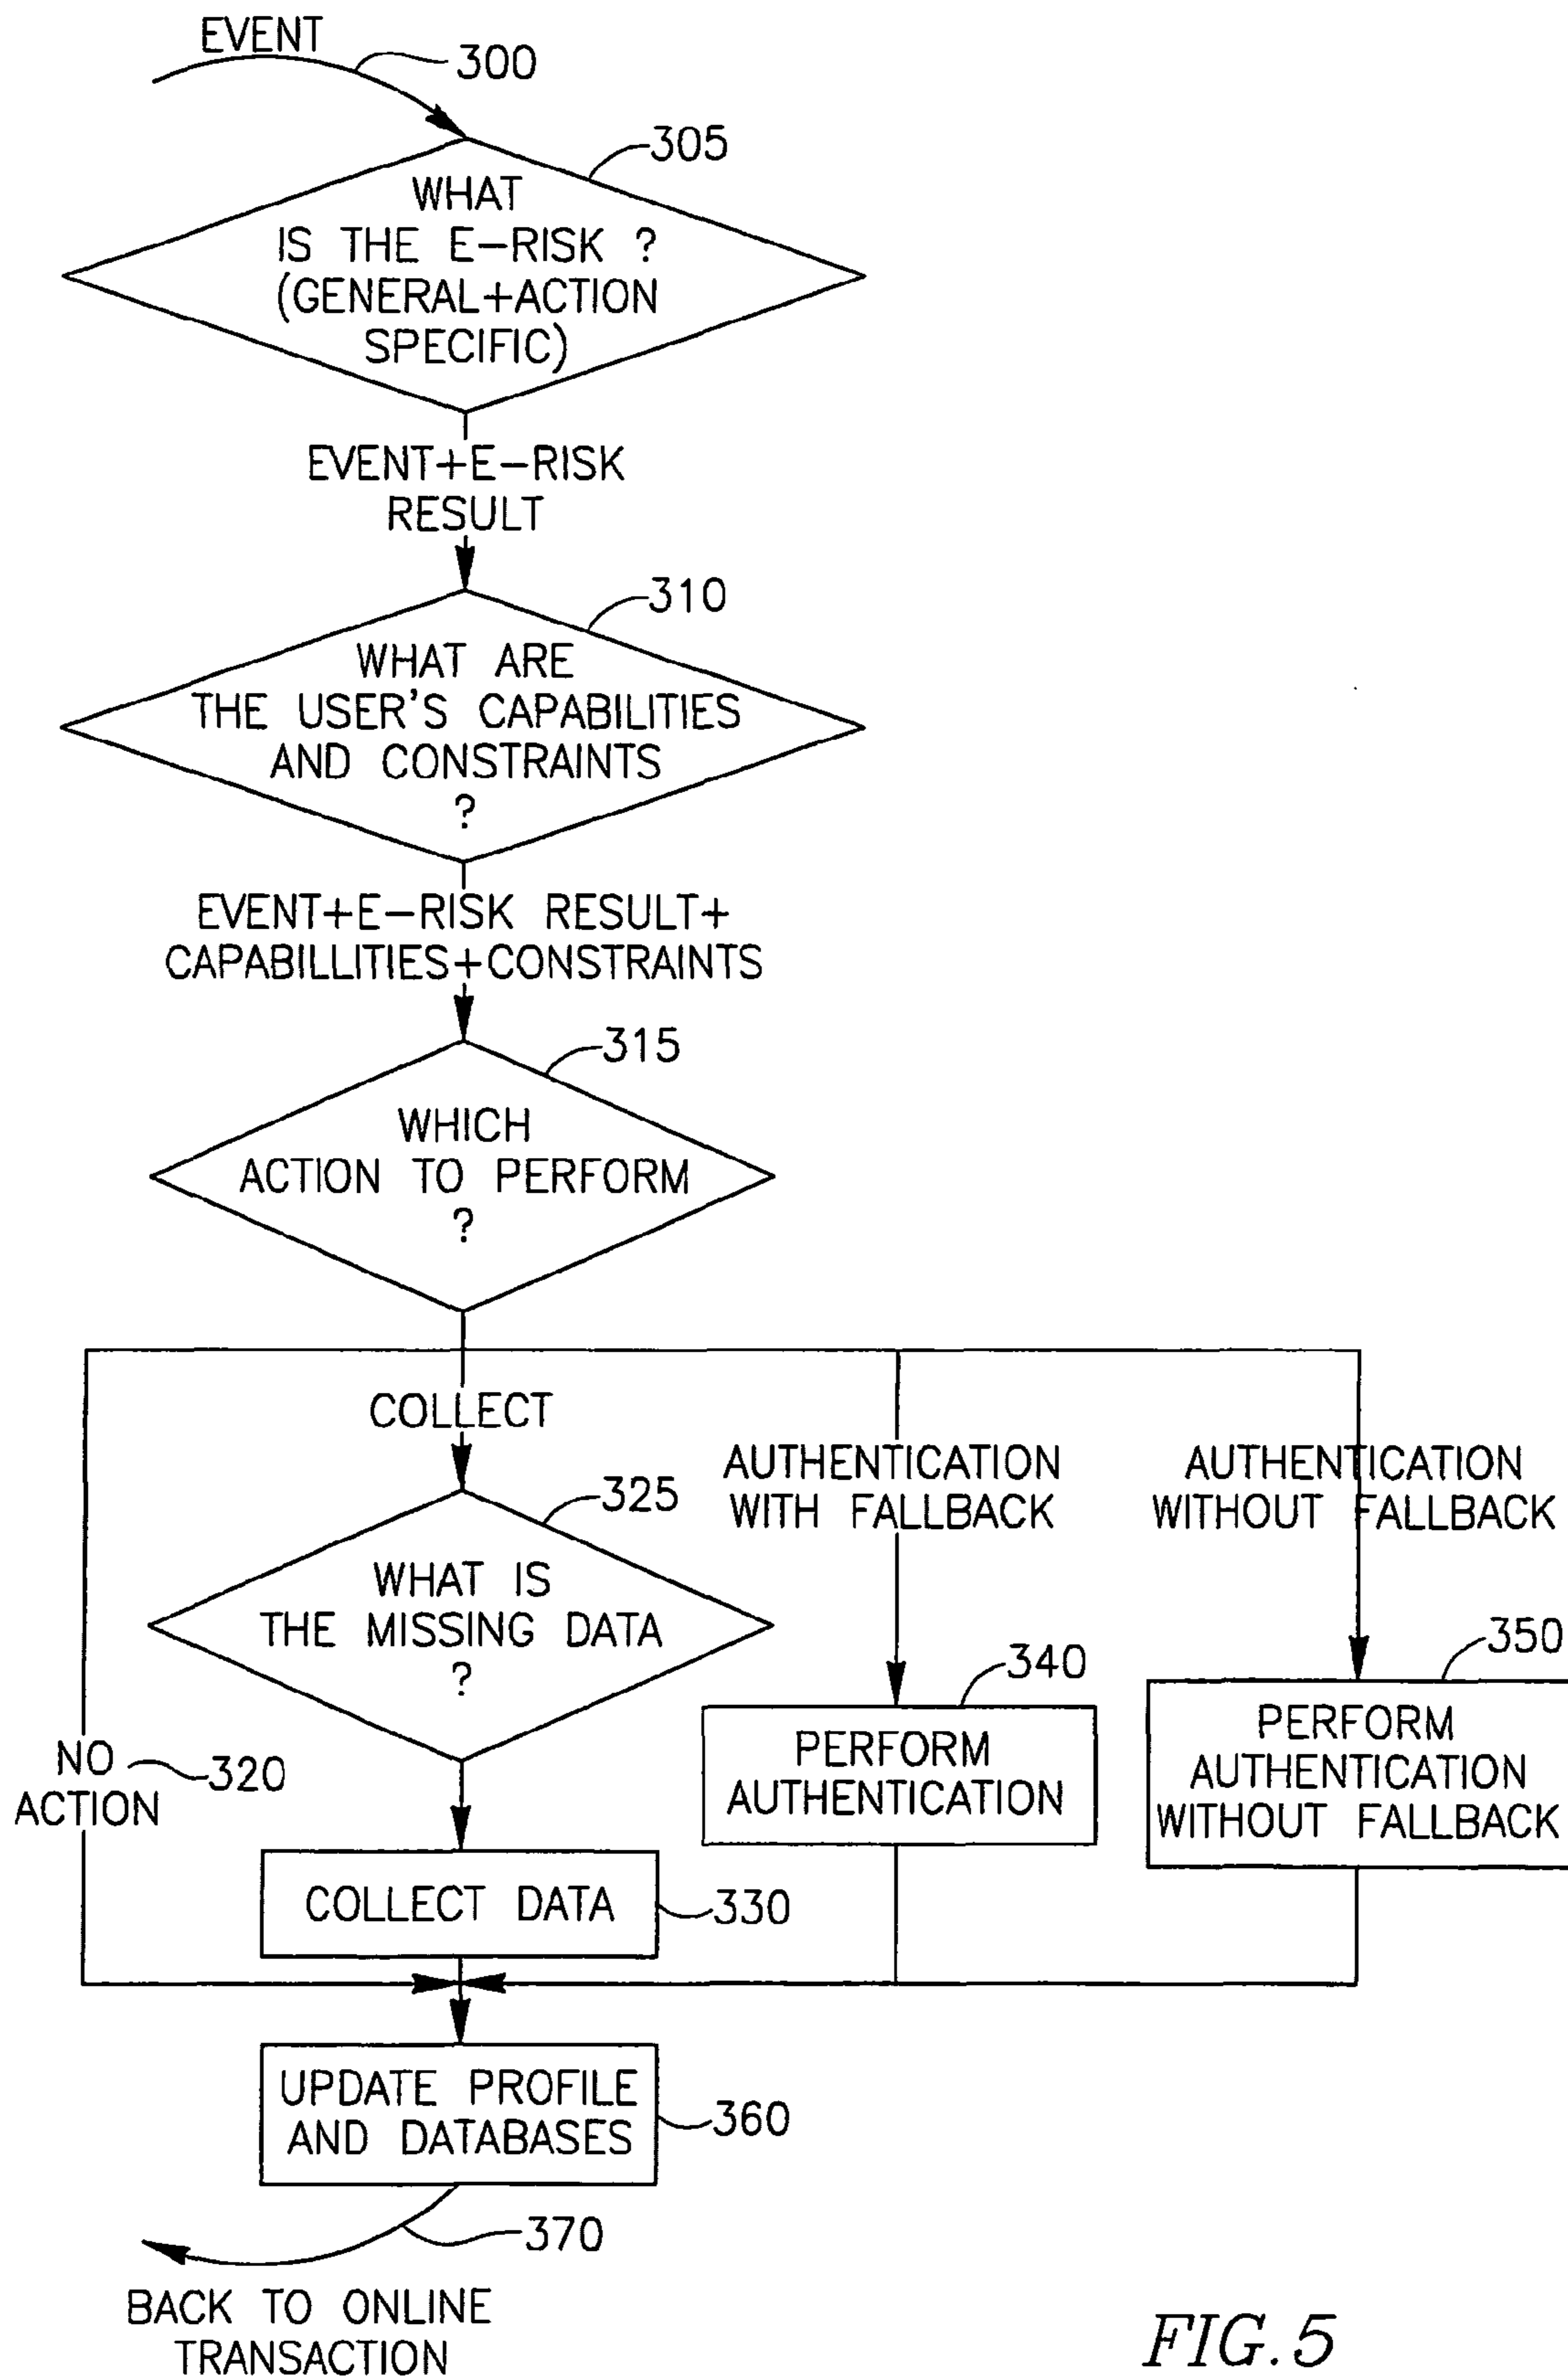 EVENT
300
305
WHAT
IS THE E-RISK ?
(GENERAL+ACTION
SPECIFIC)
EVENT+E-RISK
RESULT
310
WHAT ARE
THE USER'S CAPABILITIES
AND CONSTRAINTS
?
EVENT+E-RISK RESULT+
CAPABILLITIES+CONSTRAINTS
315
WHICH
ACTION TO PERFORM
?
COLLECT
AUTHENTICATION
WITH FALLBACK
AUTHENTICATION
WITHOUT FALLBACK
325
WHAT IS
THE MISSING DATA
?
340
350
PERFORM
AUTHENTICATION
PERFORM
AUTHENTICATION
WITHOUT FALLBACK
NO
ACTION
320
COLLECT DATA
330
UPDATE PROFILE
AND DATABASES
360
370
BACK TO ONLINE
TRANSACTION
FIG. 5